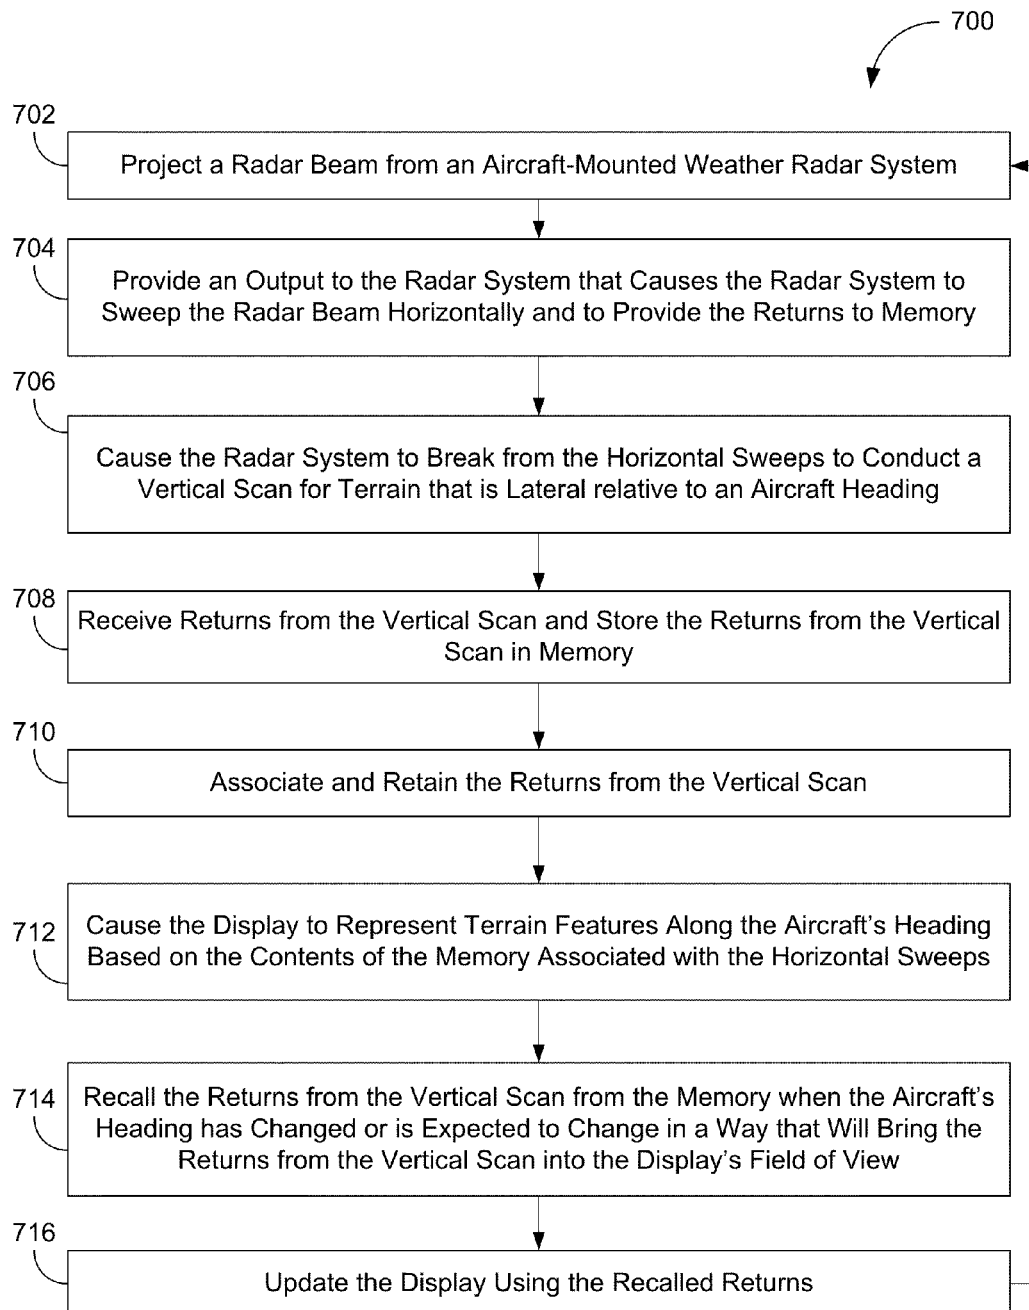 700
702
Project a Radar Beam from an Aircraft-Mounted Weather Radar System
704
Provide an Output to the Radar System that Causes the Radar System to
Sweep the Radar Beam Horizontally and to Provide the Returns to Memory
706
Cause the Radar System to Break from the Horizontal Sweeps to Conduct a
Vertical Scan for Terrain that is Lateral relative to an Aircraft Heading
708
Receive Returns from the Vertical Scan and Store the Returns from the Vertical
Scan in Memory
710
Associate and Retain the Returns from the Vertical Scan
712
Cause the Display to Represent Terrain Features Along the Aircraft's Heading
Based on the Contents of the Memory Associated with the Horizontal Sweeps
714
Recall the Returns from the Vertical Scan from the Memory when the Aircraft's
Heading has Changed or is Expected to Change in a Way that Will Bring the
Returns from the Vertical Scan into the Display's Field of View
716
Update the Display Using the Recalled Returns